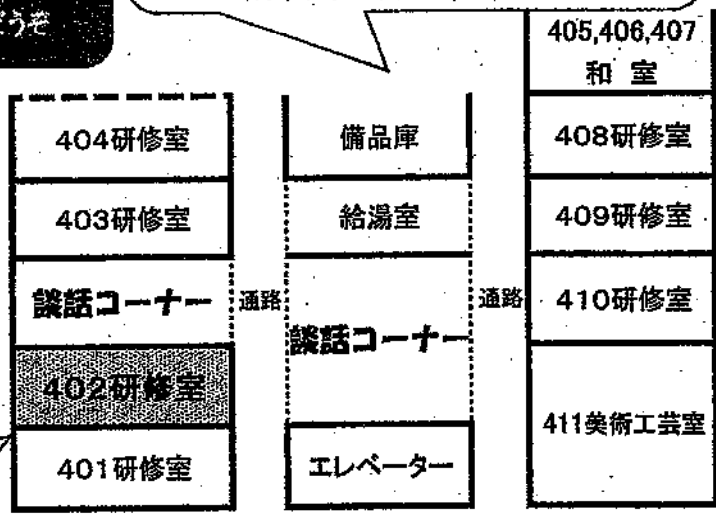 うぞ
405,406,407
和 室
404研修室
備品庫
408研修室
403研修室
給湯室
409研修室
談話コーナー
通路
談話コーナー
通路
410研修室
402研修室
411美術工芸室
401研修室
エレベーター